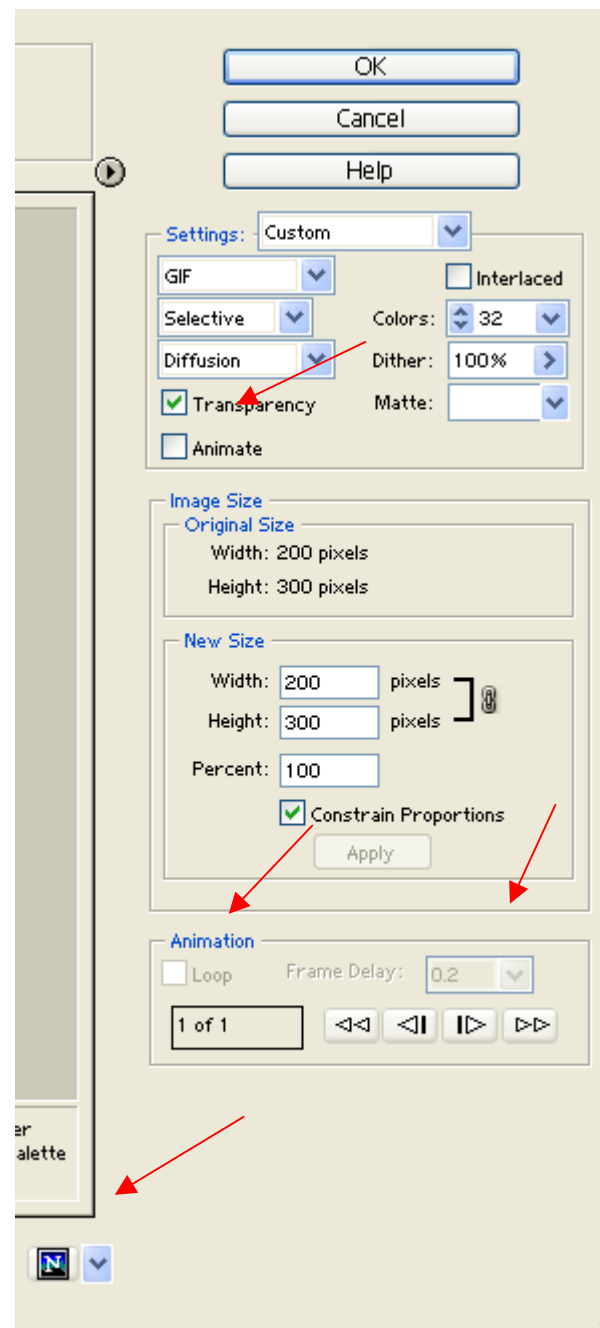 OK
Cancel
Help
Settings: Custom
GIF
Interlaced
Selective
Colors: 32
Diffusion
Dither: 100%
Transparency
Matte:
Animate
Image Size
Original Size
Width: 200 pixels
Height: 300 pixels
New Size
Width: 200 pixels
Height: 300 pixels
Percent: 100
Constrain Proportions
Apply
Animation
Loop
Frame Delay: 0.2
1 of 1
er
alette
N